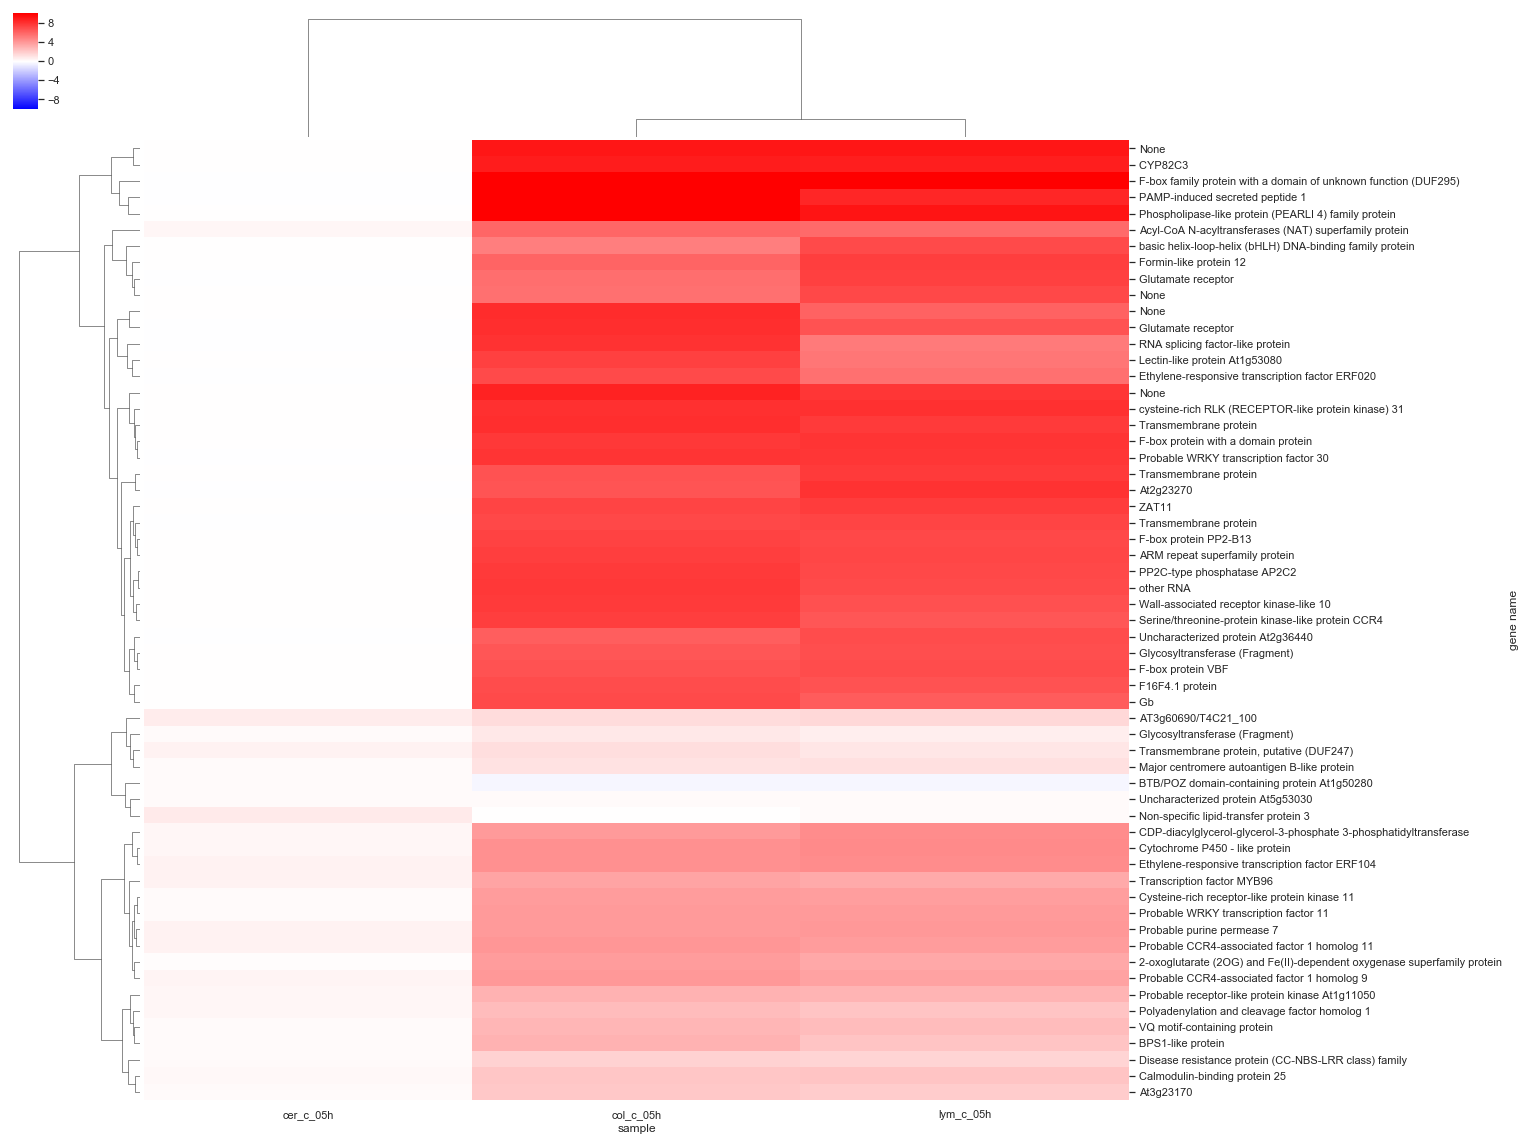 8
4
0
−4
−8
None
CYP82C3
F-box family protein with a domain of unknown function (DUF295)
PAMP-induced secreted peptide 1
Phospholipase-like protein (PEARLI 4) family protein
Acyl-CoA N-acyltransferases (NAT) superfamily protein
basic helix-loop-helix (bHLH) DNA-binding family protein
Formin-like protein 12
Glutamate receptor
None
None
Glutamate receptor
RNA splicing factor-like protein
Lectin-like protein At1g53080
Ethylene-responsive transcription factor ERF020
None
cysteine-rich RLK (RECEPTOR-like protein kinase) 31
Transmembrane protein
F-box protein with a domain protein
Probable WRKY transcription factor 30
Transmembrane protein
At2g23270
ZAT11
Transmembrane protein
F-box protein PP2-B13
ARM repeat superfamily protein
PP2C-type phosphatase AP2C2
other RNA
Wall-associated receptor kinase-like 10
Serine/threonine-protein kinase-like protein CCR4
Uncharacterized protein At2g36440
Glycosyltransferase (Fragment)
F-box protein VBF
F16F4.1 protein
Gb
AT3g60690/T4C21_100
Glycosyltransferase (Fragment)
Transmembrane protein, putative (DUF247)
Major centromere autoantigen B-like protein
BTB/POZ domain-containing protein At1g50280
Uncharacterized protein At5g53030
Non-specific lipid-transfer protein 3
CDP-diacylglycerol-glycerol-3-phosphate 3-phosphatidyltransferase
Cytochrome P450 - like protein
Ethylene-responsive transcription factor ERF104
Transcription factor MYB96
Cysteine-rich receptor-like protein kinase 11
Probable WRKY transcription factor 11
Probable purine permease 7
Probable CCR4-associated factor 1 homolog 11
2-oxoglutarate (2OG) and Fe(II)-dependent oxygenase superfamily protein
Probable CCR4-associated factor 1 homolog 9
Probable receptor-like protein kinase At1g11050
Polyadenylation and cleavage factor homolog 1
VQ motif-containing protein
BPS1-like protein
Disease resistance protein (CC-NBS-LRR class) family
Calmodulin-binding protein 25
At3g23170
gene name
cer_c_05h
col_c_05h
lym_c_05h
sample